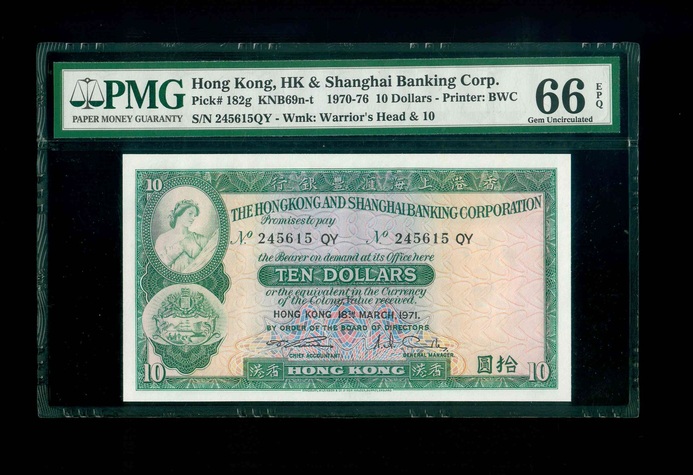 PMG
PAPER MONEY GUARANTY
Hong Kong, HK & Shanghai Banking Corp.
Pick# 182g KNB69n-t 1970-76 10 Dollars - Printer: BWC
S/N 245615QY - Wmk: Warrior's Head & 10
66
EPQ
Gem Uncirculated
10
行銀豐滙海上港香
THE HONGKONG AND SHANGHAI BANKING CORPORATION
Promises to pay
Nº 245615 QY Nº 245615 QY
the Bearer on demand at its Office here
TEN DOLLARS
or the equivalent in the Currency
of the Colony, value received.
HONG KONG 18TH MARCH, 1971.
BY ORDER OF THE BOARD OF DIRECTORS
CHIEF ACCOUNTANT GENERAL MANAGER
10 港香 HONG KONG 港香 圓拾 10